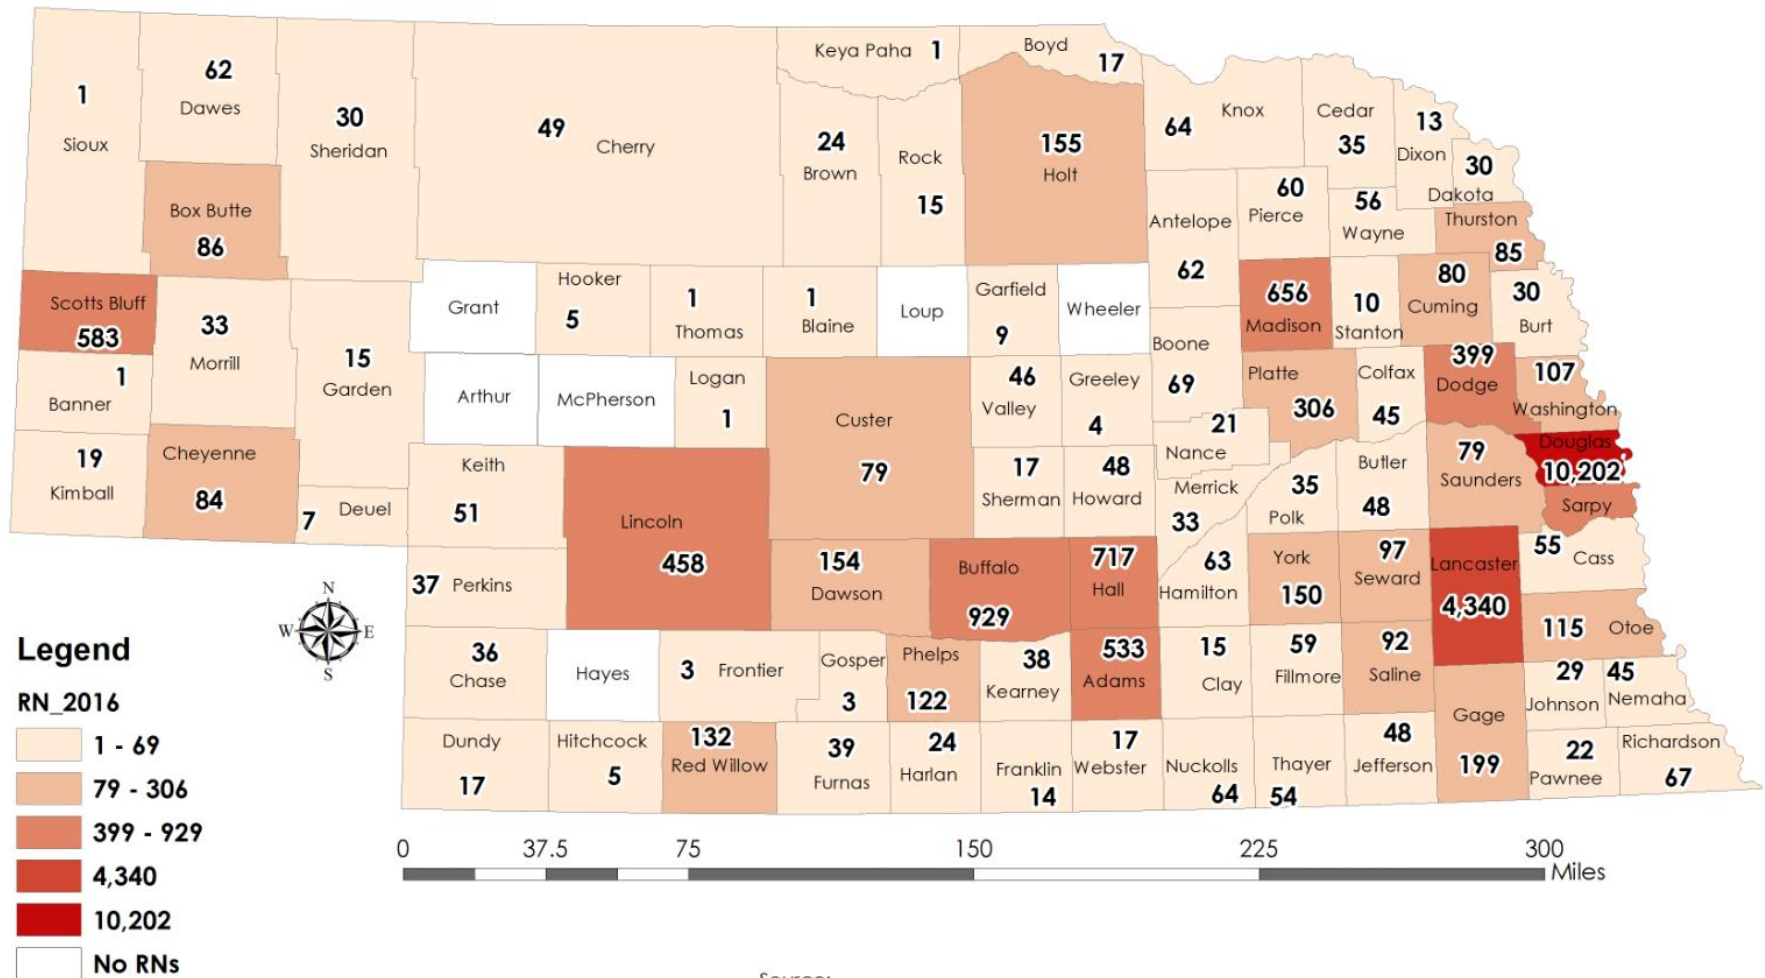 Keya Paha 1
Boyd
17
1
Sioux
62
Dawes
30
Sheridan
49 Cherry
24
Brown
Rock
15
155
Holt
64 Knox
Cedar
35
13
Dixon
30
Dakota
Box Butte
86
Antelope
62
60
Pierce
56
Wayne
Thurston
85
Scotts Bluff
583
33
Morrill
15
Garden
Grant
Hooker
5
1
Thomas
1
Blaine
Loup
Garfield
9
Wheeler
Boone
69
656
Madison
10
Stanton
80
Cuming
30
Burt
1
Banner
Arthur
McPherson
Logan
1
Custer
79
46
Valley
Greeley
4
21
Nance
Platte
306
Colfax
45
399
Dodge
107
Washington
19
Kimball
Cheyenne
84
7 Deuel
Keith
51
Lincoln
458
17
Sherman
48
Howard
Merrick
33
35
Polk
Butler
48
79
Saunders
Douglas
10,202
Sarpy
37 Perkins
154
Dawson
Buffalo
929
717
Hall
63
Hamilton
York
150
97
Seward
Lancaster
4,340
55 Cass
115 Otoe
36
Chase
Hayes
3 Frontier
Gosper
3
Phelps
122
38
Kearney
533
Adams
15
Clay
59
Fillmore
92
Saline
Gage
199
29
Johnson
45
Nemaha
Dundy
17
Hitchcock
5
132
Red Willow
39
Furnas
24
Harlan
Franklin
14
17
Webster
Nuckolls
64
Thayer
54
48
Jefferson
22
Pawnee
Richardson
67
N
W E
S
Legend
RN_2016
1 - 69
79 - 306
399 - 929
4,340
10,202
No RNs
0 37.5 75 150 225 300
Miles